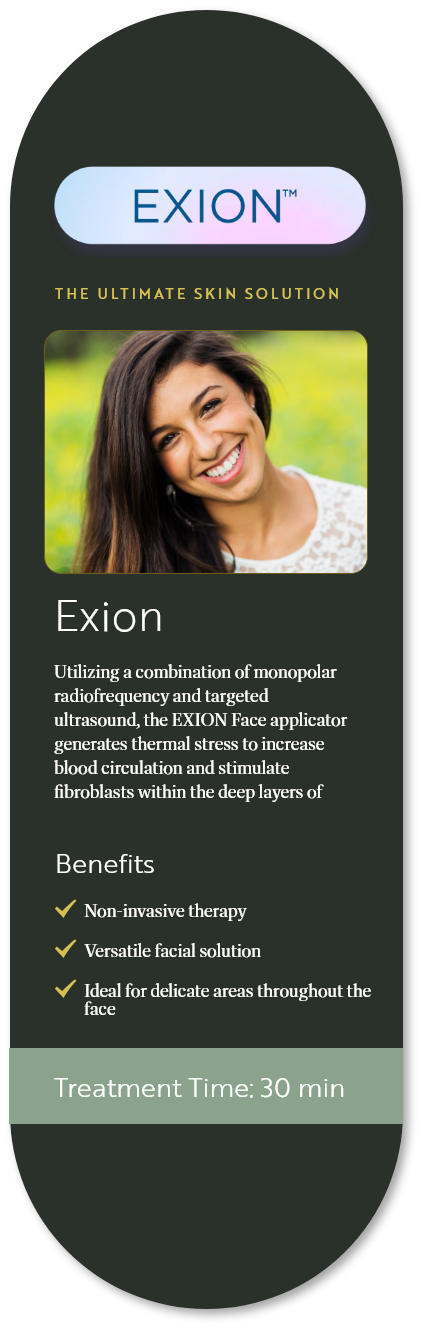 EXION™
THE ULTIMATE SKIN SOLUTION
Exion
Utilizing a combination of monopolar
radiofrequency and targeted
ultrasound, the EXION Face applicator
generates thermal stress to increase
blood circulation and stimulate
fibroblasts within the deep layers of
Benefits
Non-invasive therapy
Versatile facial solution
Ideal for delicate areas throughout the
face
Treatment Time: 30 min